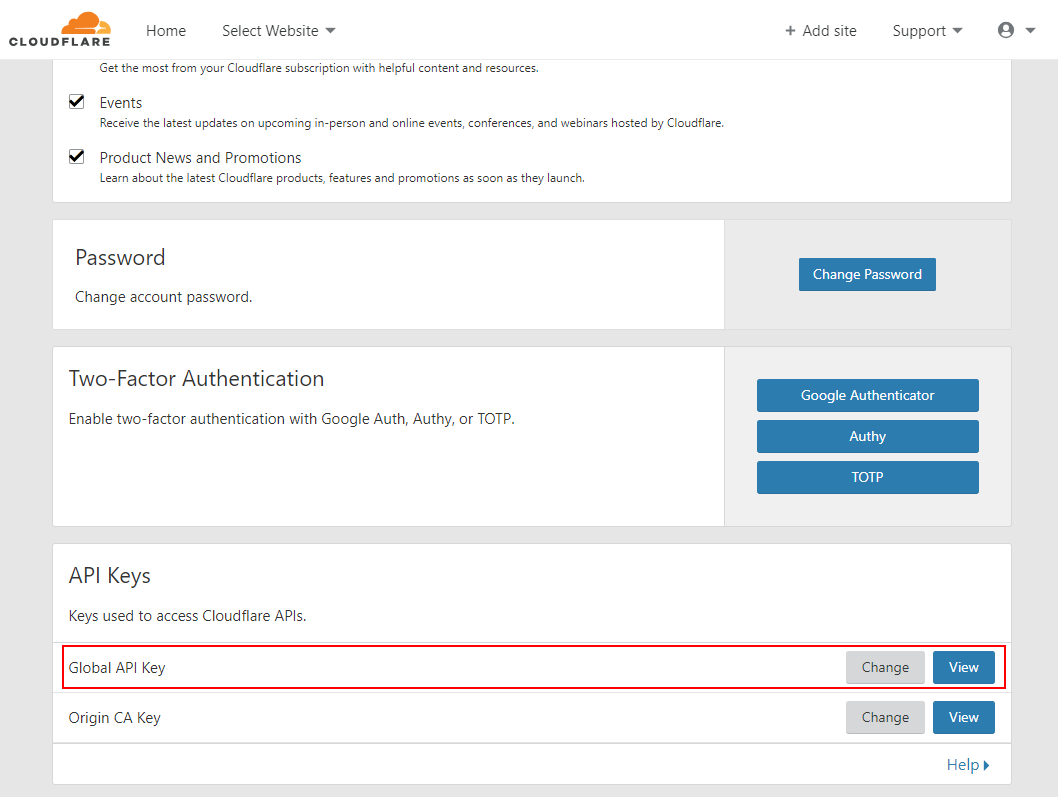 CLOUDFLARE
Home
Select Website
+ Add site
Support
Get the most from your Cloudflare subscription with helpful content and resources.
Events
Receive the latest updates on upcoming in-person and online events, conferences, and webinars hosted by Cloudflare.
Product News and Promotions
Learn about the latest Cloudflare products, features and promotions as soon as they launch.
Password
Change account password.
Change Password
Two-Factor Authentication
Enable two-factor authentication with Google Auth, Authy, or TOTP.
Google Authenticator
Authy
TOTP
API Keys
Keys used to access Cloudflare APIs.
Global API Key
Change
View
Origin CA Key
Change
View
Help